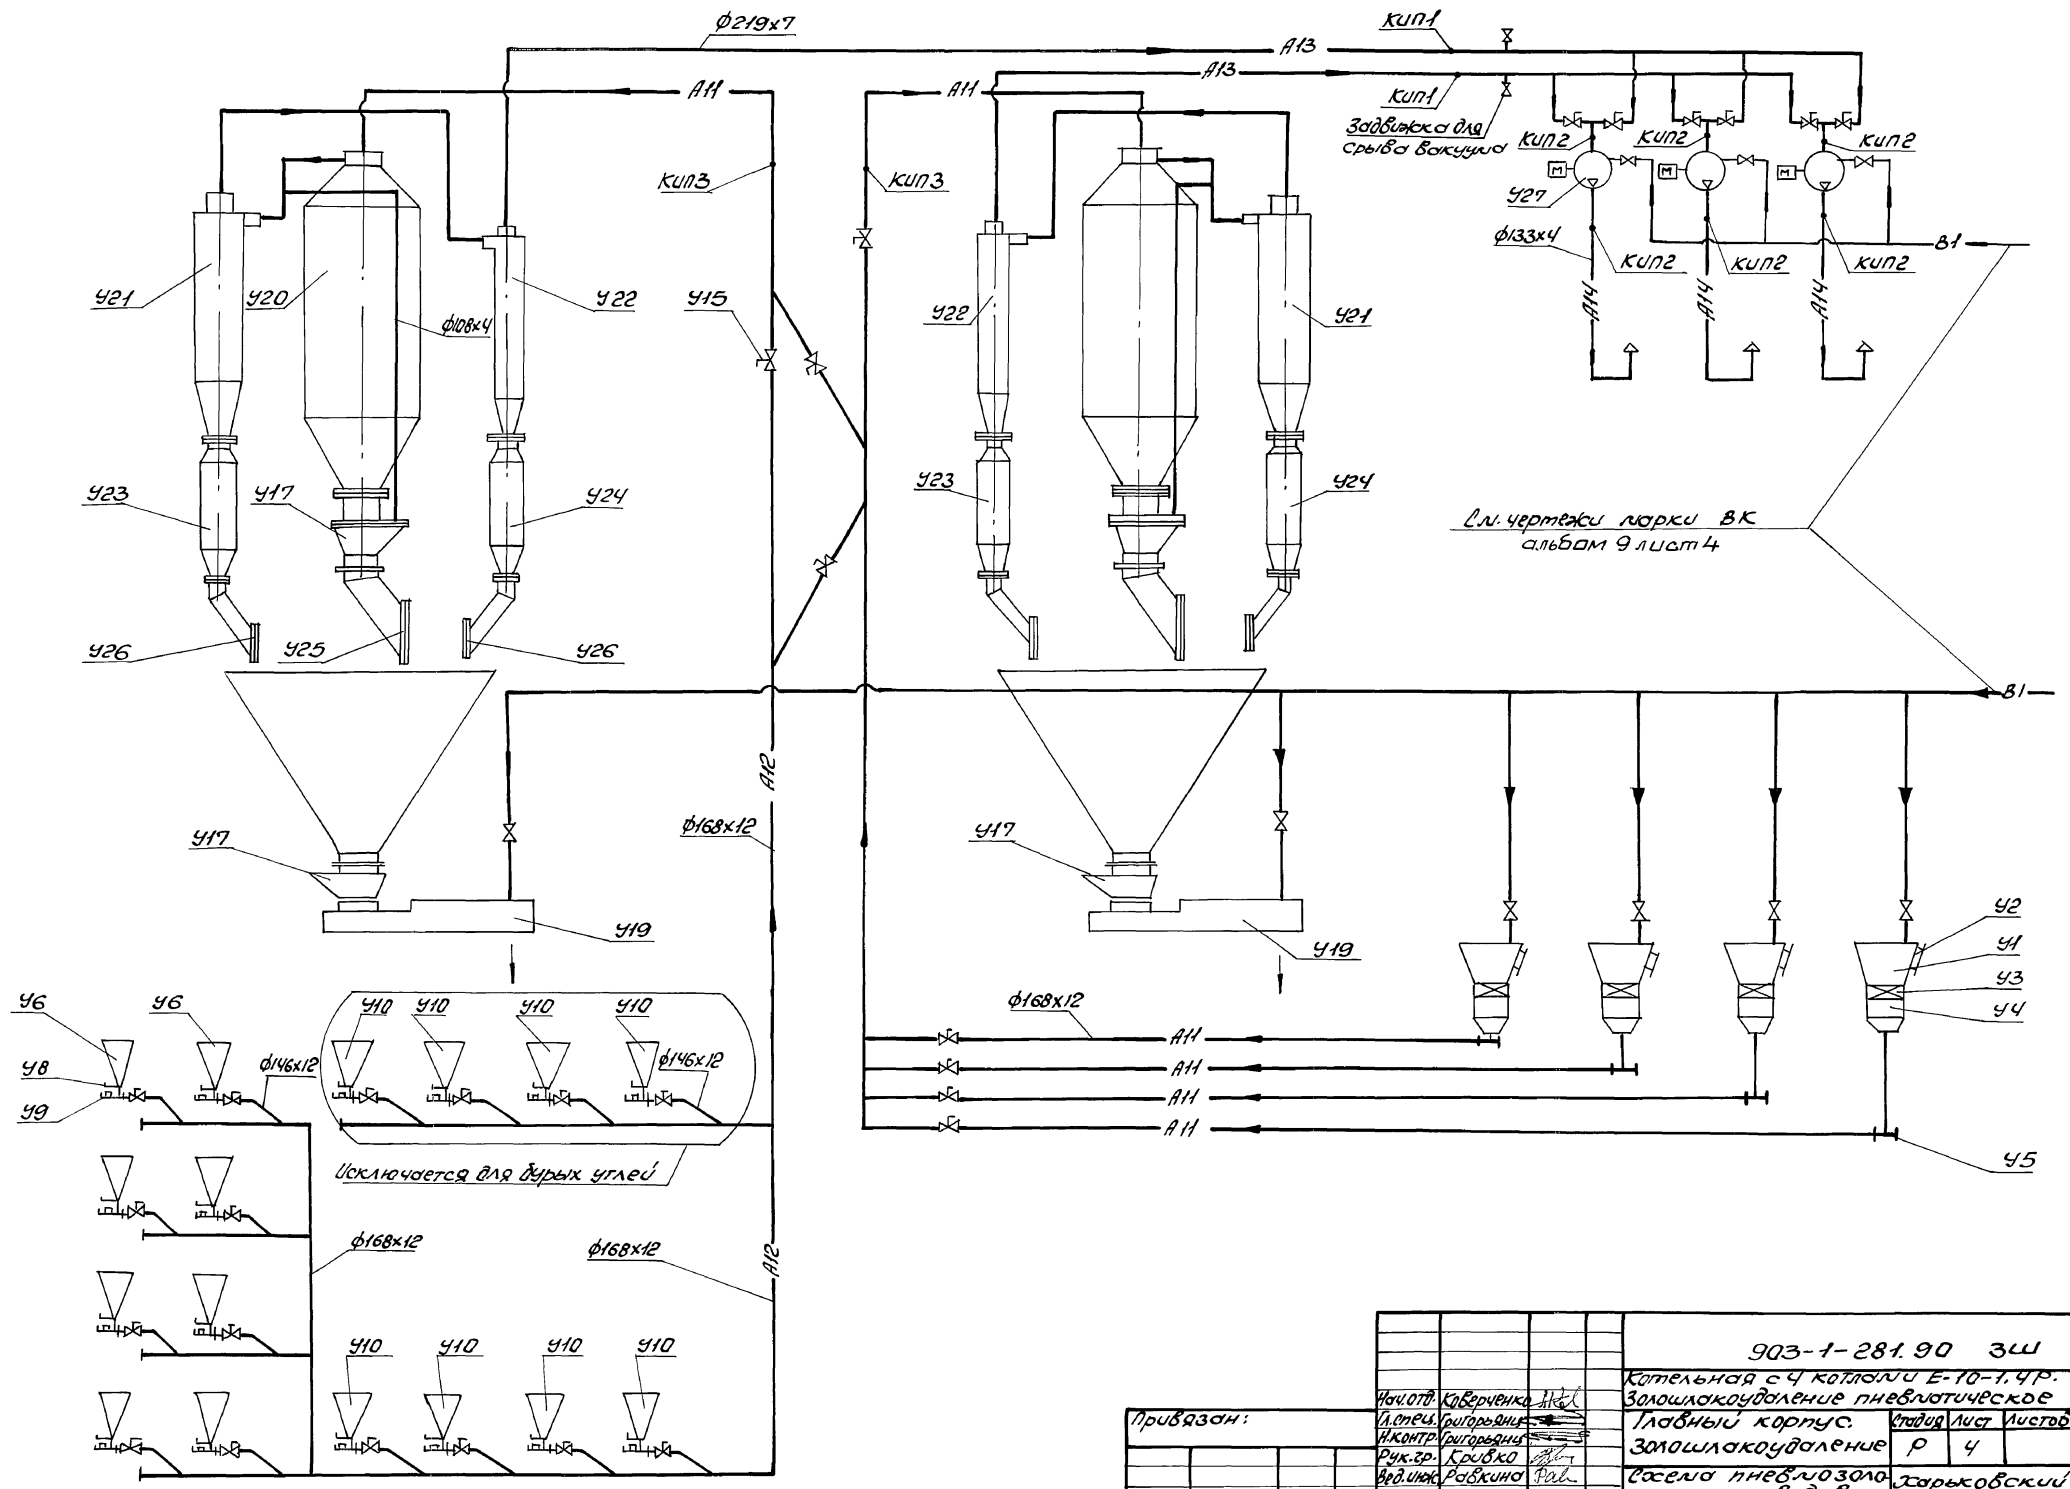 ф219х7
КИП1
А13
А13
А11
А11
КИП1
Задвижка для
срыва вакуума
КИП2
КИП2
КИП2
М
М
М
КИП3
КИП3
У27
ф133х4
В1
КИП2
КИП2
КИП2
У21
У20
У22
ф108х4
У15
У22
У21
А14
А14
А14
У23
У17
У24
У23
У24
См. чертежи марки ВК
альбом 9 лист 4
У26
У25
У26
В1
А12
У17
ф168х12
У17
У19
У19
У2
У1
У3
У4
У6
У6
У10
У10
У10
У10
ф168х12
А11
У8
ф146х12
ф146х12
А11
У9
А11
А11
У5
Исключается для бурых углей
ф168х12
ф168х12
А12
У10
У10
У10
У10
903-1-281.90 ЗШ
Котельная с 4 котлами Е-10-1,4Р.
Золошлакоудаление пневматическое
Привязан:
Нач.отд. Коверченко
Гл.спец. Григорьянц
Н.контр. Григорьянц
Рук.гр. Кривко
Вед.инж. Равкина
Главный корпус.
Золошлакоудаление
Стадия Лист Листов
Р 4
Схема пневмозоло
Харьковский